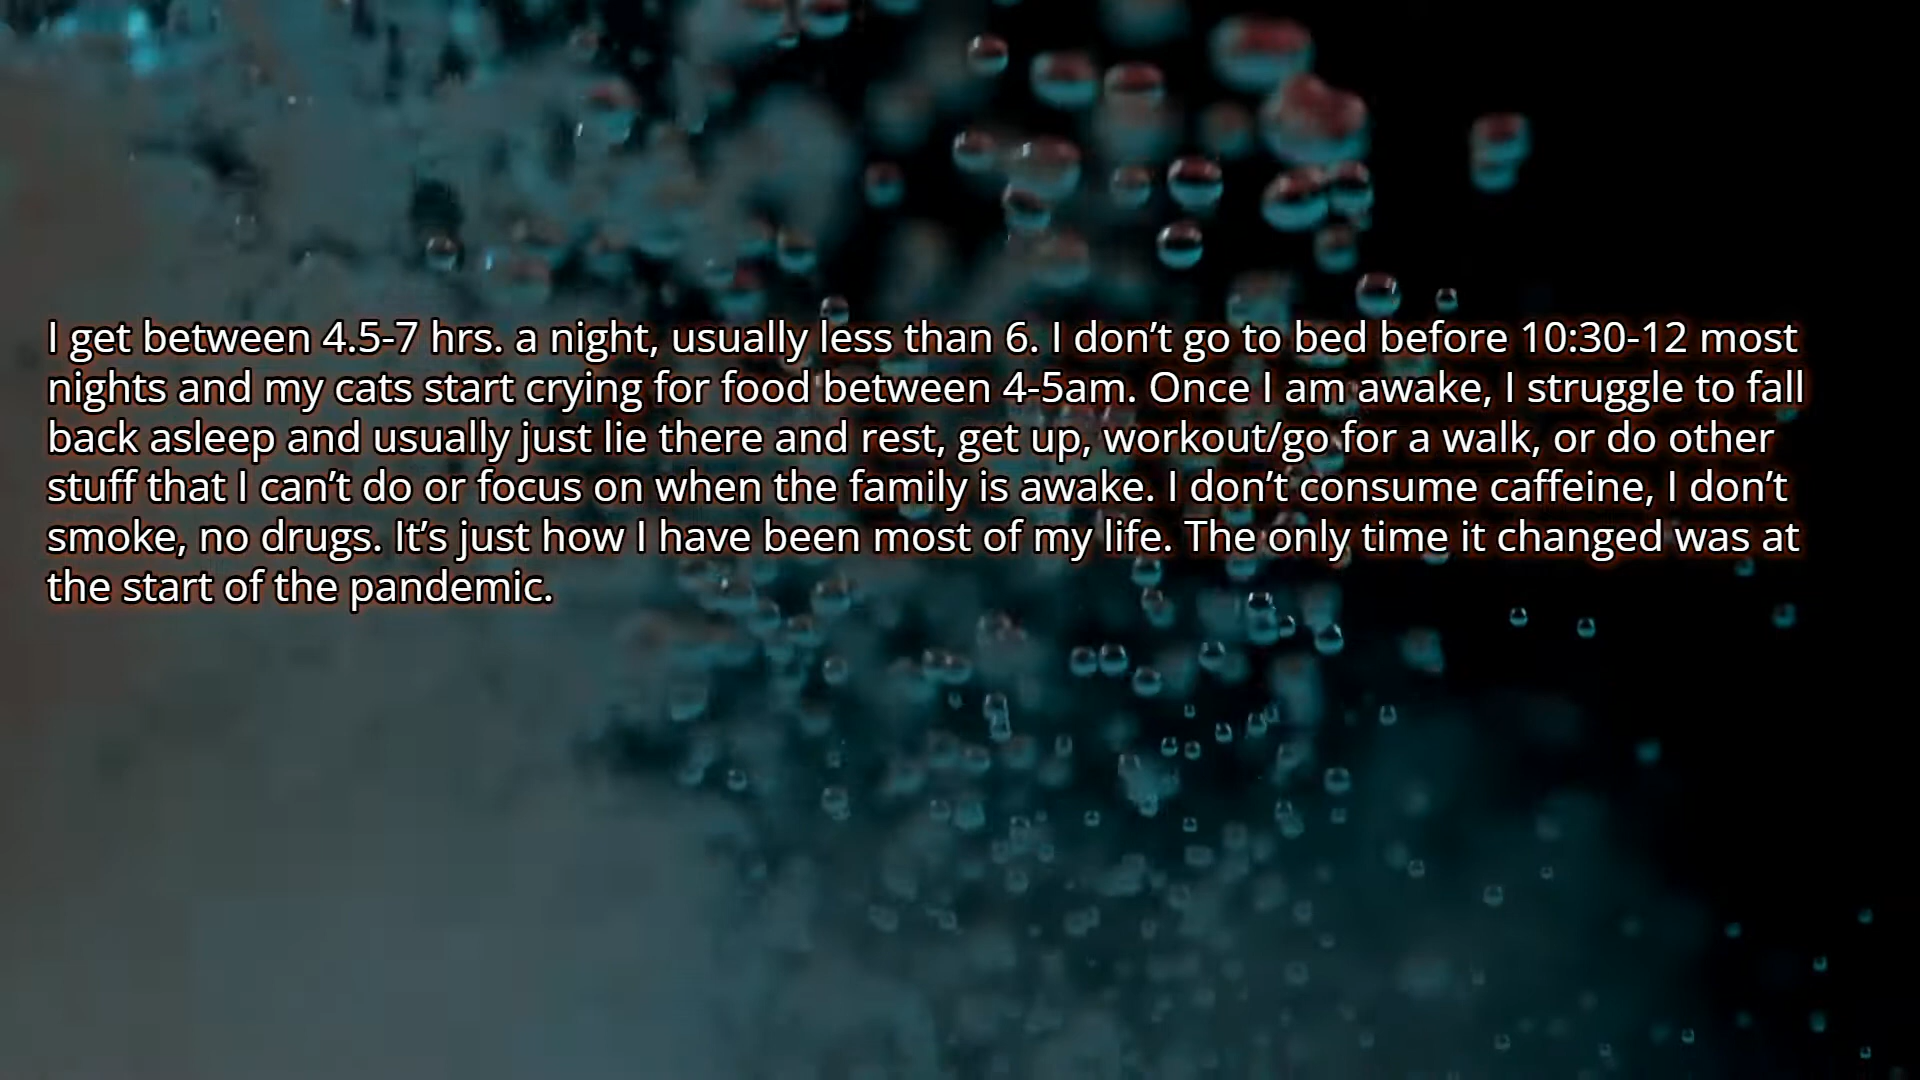 I get between 4.5-7 hrs. a night, usually less than 6. I don’t go to bed before 10:30-12 most
nights and my cats start crying for food between 4-5am. Once I am awake, I struggle to fall
back asleep and usually just lie there and rest, get up, workout/go for a walk, or do other
stuff that I can’t do or focus on when the family is awake. I don’t consume caffeine, I don’t
smoke, no drugs. It’s just how I have been most of my life. The only time it changed was at
the start of the pandemic.